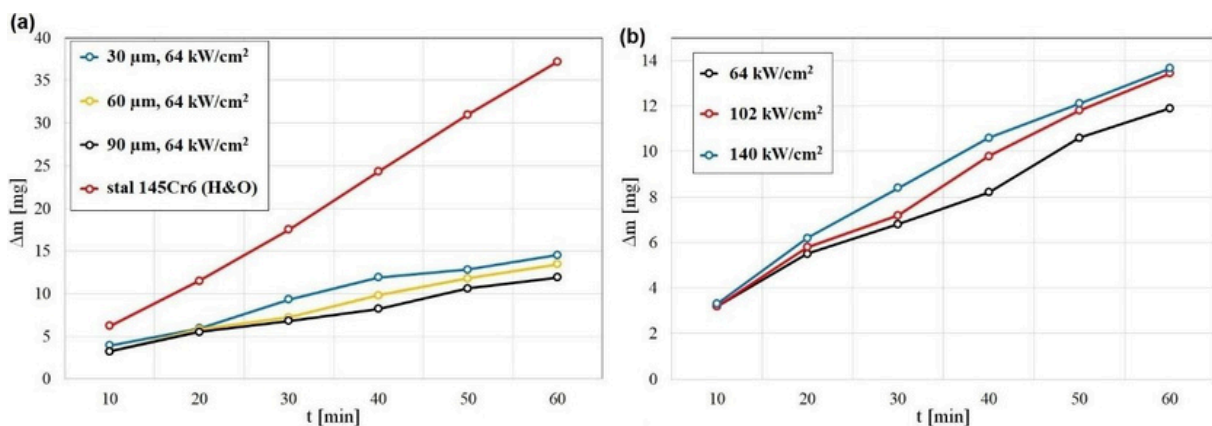 (a)
40
35
30
25
20
15
10
5
0
Δm [mg]
30 µm, 64 kW/cm²
60 µm, 64 kW/cm²
90 µm, 64 kW/cm²
stal 145Cr6 (H&O)
10 20 30 40 50 60
t [min]
(b)
14
12
10
8
6
4
2
0
Δm [mg]
64 kW/cm²
102 kW/cm²
140 kW/cm²
10 20 30 40 50 60
t [min]